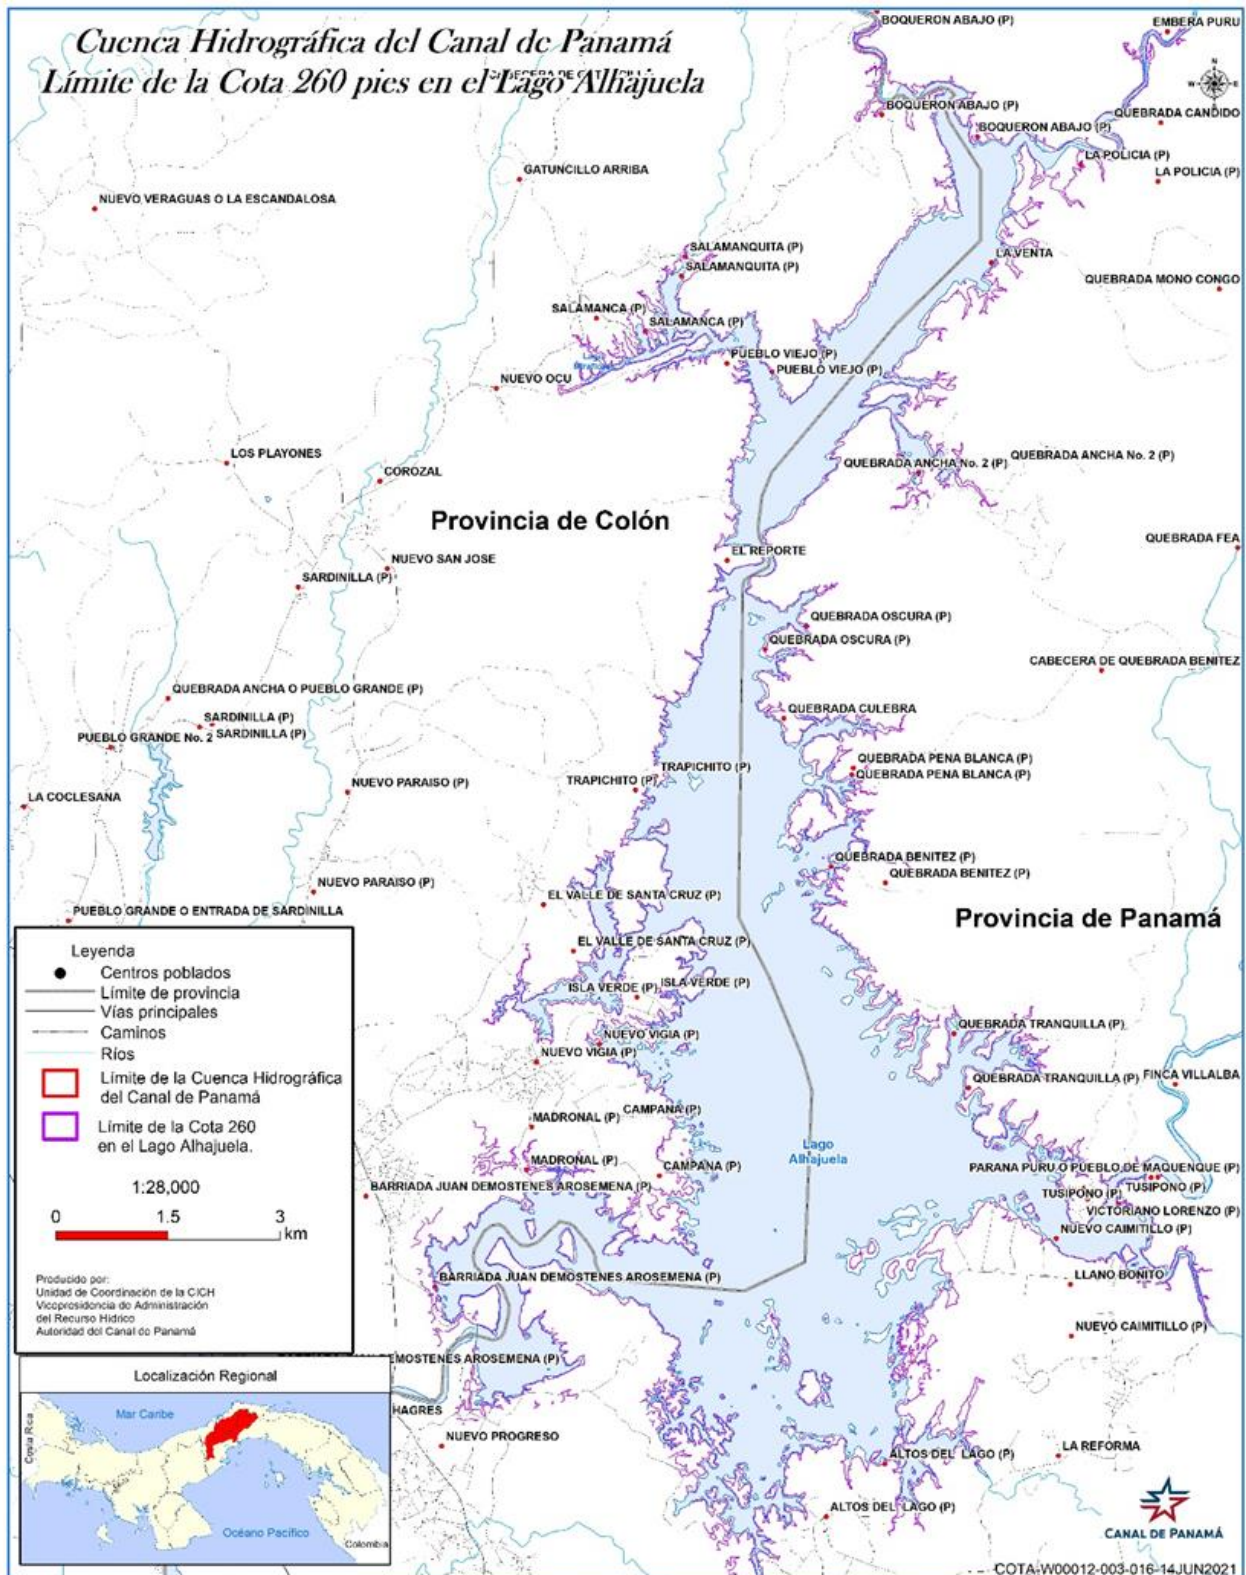 Cuenca Hidrográfica del Canal de Panamá
Límite de la Cota 260 pies en el Lago Alhajuela
BOQUERON ABAJO (P)
EMBERA PURU
N
W
E
BOQUERON ABAJO (P)
QUEBRADA CANDIDO
BOQUERON ABAJO (P)
LA POLICIA (P)
LA POLICIA (P)
GATUNCILLO ARRIBA
NUEVO VERAGUAS O LA ESCANDALOSA
SALAMANQUITA (P)
LA VENTA
SALAMANQUITA (P)
QUEBRADA MONO CONGO
SALAMANCA (P)
SALAMANCA (P)
PUEBLO VIEJO (P)
Lago
PUEBLO VIEJO (P)
NUEVO OCU
LOS PLAYONES
QUEBRADA ANCHA No. 2 (P)
QUEBRADA ANCHA No. 2 (P)
COROZAL
Provincia de Colón
QUEBRADA FEA
EL REPORTE
NUEVO SAN JOSE
SARDINILLA (P)
QUEBRADA OSCURA (P)
QUEBRADA OSCURA (P)
CABECERA DE QUEBRADA BENITEZ
QUEBRADA ANCHA O PUEBLO GRANDE (P)
QUEBRADA CULEBRA
SARDINILLA (P)
PUEBLO GRANDE No. 2
SARDINILLA (P)
QUEBRADA PENA BLANCA (P)
TRAPICHITO (P)
QUEBRADA PENA BLANCA (P)
TRAPICHITO (P)
NUEVO PARAISO (P)
LA COCLESANA
QUEBRADA BENITEZ (P)
QUEBRADA BENITEZ (P)
NUEVO PARAISO (P)
EL VALLE DE SANTA CRUZ (P)
PUEBLO GRANDE O ENTRADA DE SARDINILLA
Provincia de Panamá
EL VALLE DE SANTA CRUZ (P)
ISLA VERDE (P)
ISLA VERDE (P)
QUEBRADA TRANQUILLA (P)
NUEVO VIGIA (P)
NUEVO VIGIA (P)
QUEBRADA TRANQUILLA (P)
FINCA VILLALBA
CAMPANA (P)
MADRONAL (P)
Lago
Alhajuela
MADRONAL (P)
CAMPANA (P)
PARANA PURU O PUEBLO DE MAQUENQUE (P)
BARRIADA JUAN DEMOSTENES AROSEMENA (P)
TUSIPONO (P)
TUSIPONO (P)
VICTORIANO LORENZO (P)
NUEVO CAIMITILLO (P)
BARRIADA JUAN DEMOSTENES AROSEMENA (P)
LLANO BONITO
NUEVO CAIMITILLO (P)
DEMOSTENES AROSEMENA (P)
HAGRES
NUEVO PROGRESO
ALTOS DEL LAGO (P)
LA REFORMA
ALTOS DEL LAGO (P)
Leyenda
Centros poblados
Límite de provincia
Vías principales
Caminos
Ríos
Límite de la Cuenca Hidrográfica
del Canal de Panamá
Límite de la Cota 260
en el Lago Alhajuela.
1:28,000
0 1.5 3
km
Producido por:
Unidad de Coordinación de la CICH
Vicepresidencia de Administración
del Recurso Hídrico
Autoridad del Canal de Panamá
Localización Regional
Mar Caribe
Costa Rica
Océano Pacífico
Colombia
CANAL DE PANAMÁ
COTA-W00012-003-016-14JUN2021